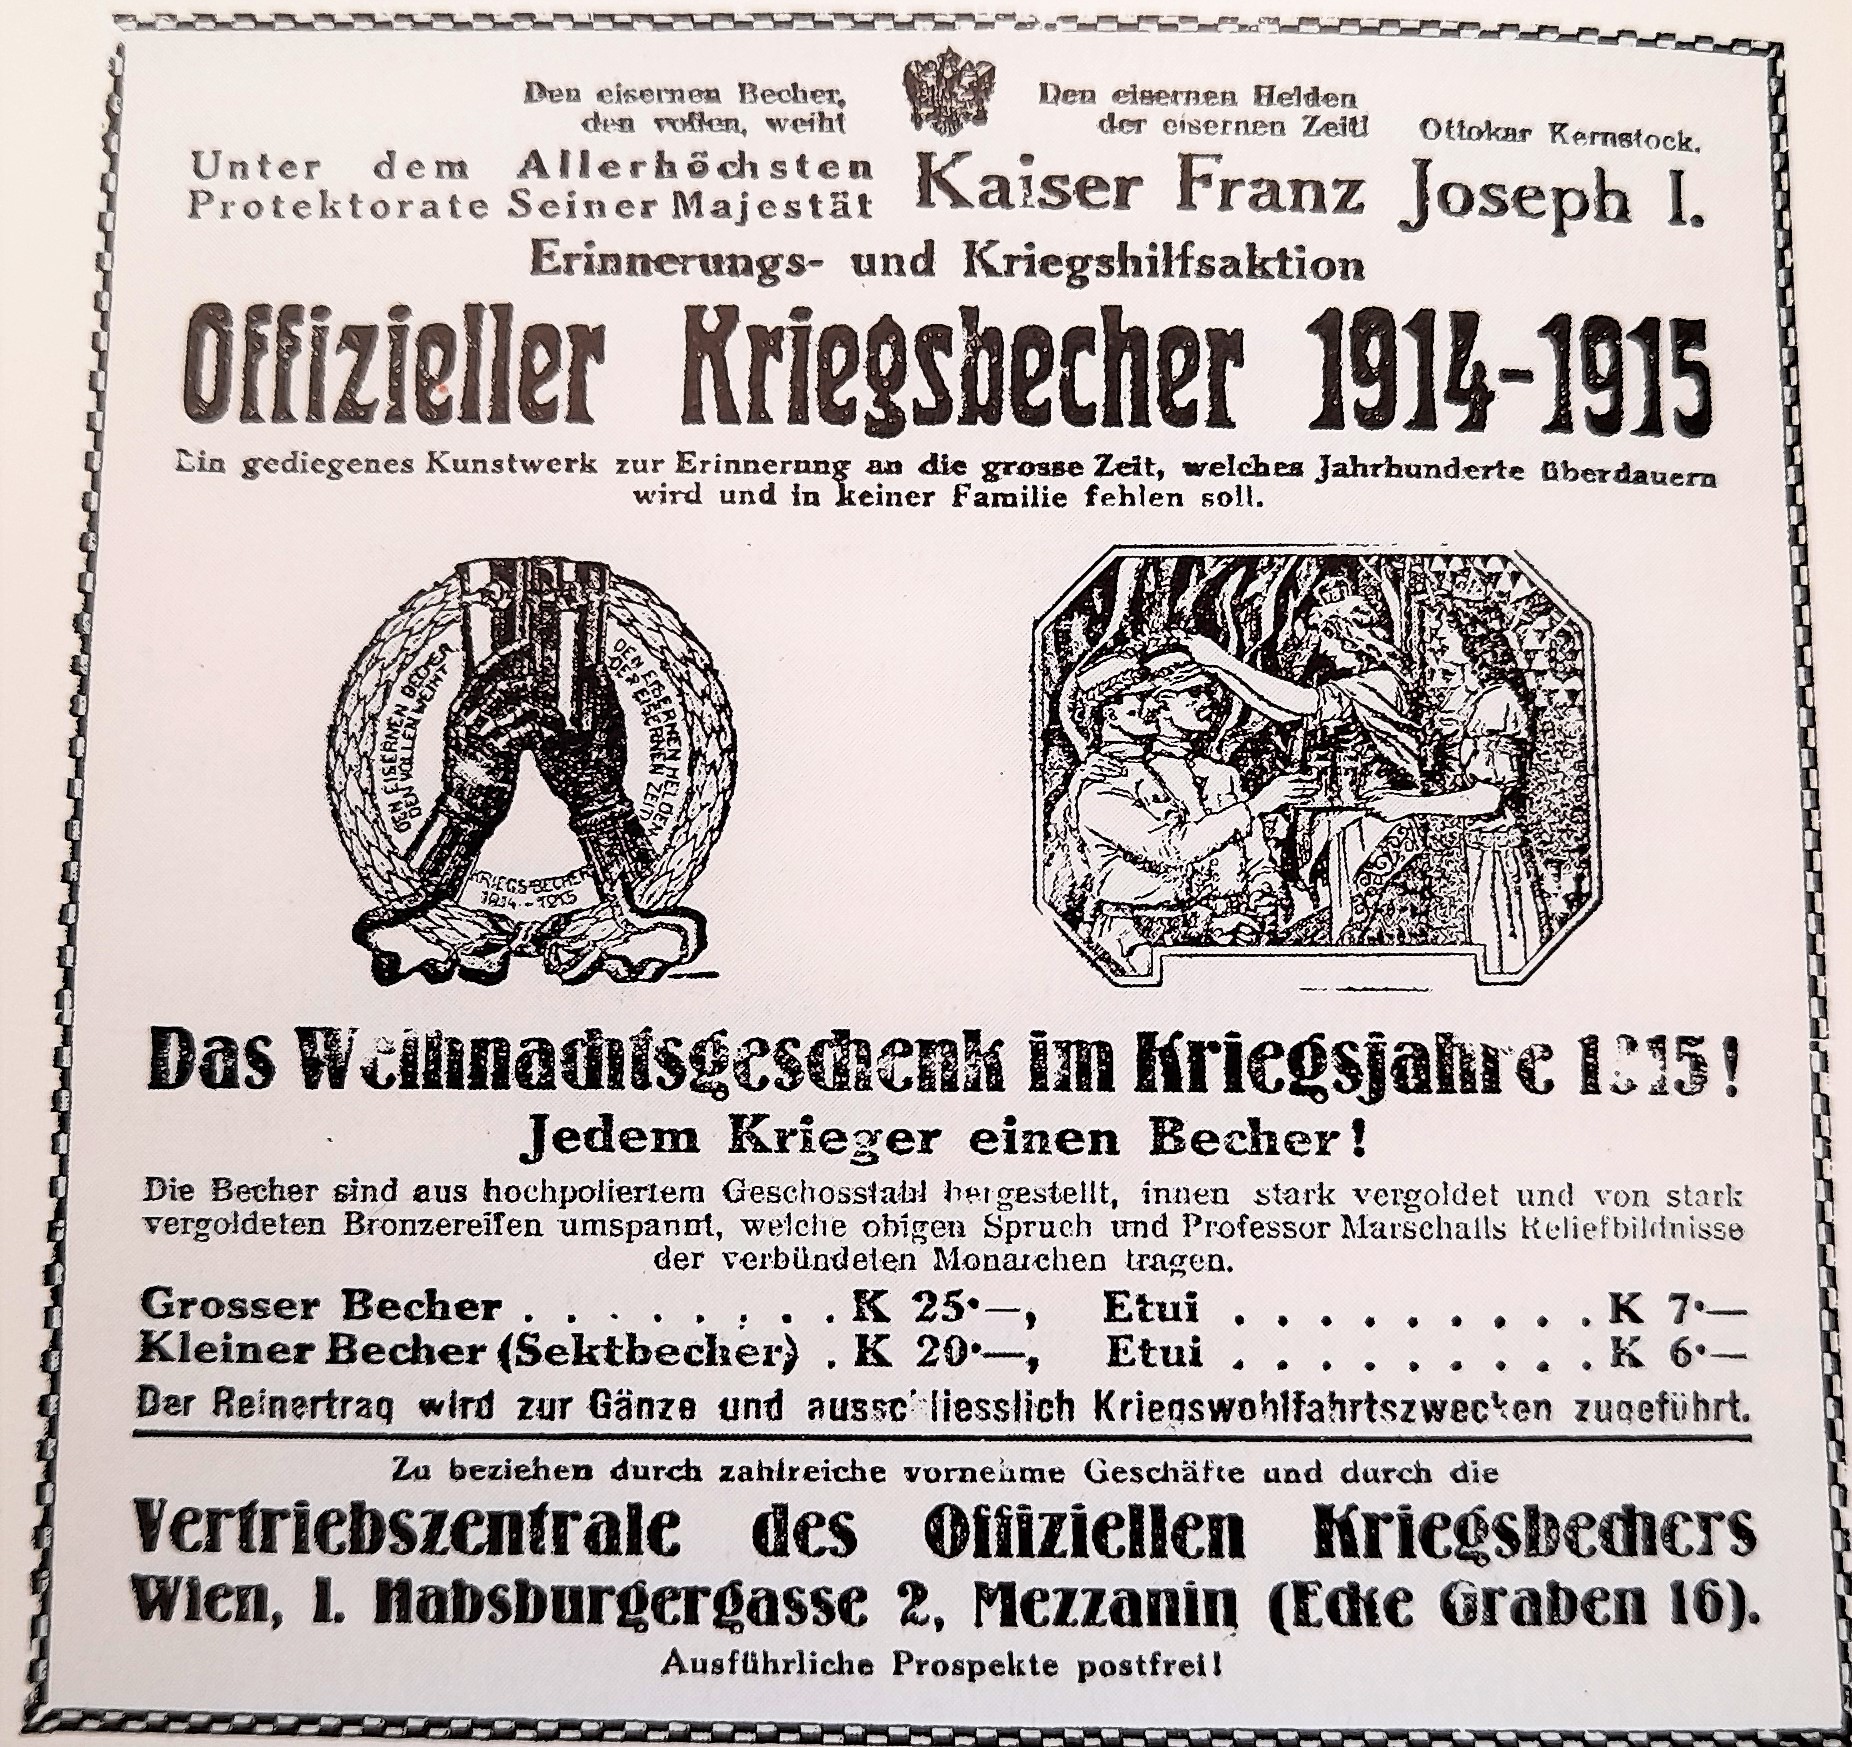 Den eisernen Becher,
den vollen, weiht
Den eisernen Helden
der eisernen Zeit!
Ottokar Kernstock.
Unter dem Allerhöchsten
Protektorate Seiner Majestät
Kaiser Franz Joseph I.
Erinnerungs- und Kriegshilfsaktion
Offizieller Kriegsbecher 1914-1915
Ein gediegenes Kunstwerk zur Erinnerung an die grosse Zeit, welches Jahrhunderte überdauern
wird und in keiner Familie fehlen soll.
DEN EISERNEN BECHER
DEN VOLLEN WEIHT
DEN EISERNEN HELDEN
DER EISERNEN ZEIT
KRIEGS-BECHER
1914-1915
Das Weihnachtsgeschenk im Kriegsjahre 1915!
Jedem Krieger einen Becher!
Die Becher sind aus hochpoliertem Geschosstahl hergestellt, innen stark vergoldet und von stark
vergoldeten Bronzereifen umspannt, welche obigen Spruch und Professor Marschalls Reliefbildnisse
der verbündeten Monarchen tragen.
Grosser Becher . . . . . . . . K 25·—, Etui . . . . . . . . . . K 7·—
Kleiner Becher (Sektbecher) . K 20·—, Etui . . . . . . . . . . K 6·—
Der Reinertrag wird zur Gänze und ausschliesslich Kriegswohlfahrtszwecken zugeführt.
Zu beziehen durch zahlreiche vornehme Geschäfte und durch die
Vertriebszentrale des Offiziellen Kriegsbechers
Wien, I. Habsburgergasse 2, Mezzanin (Ecke Graben 16).
Ausführliche Prospekte postfrei!